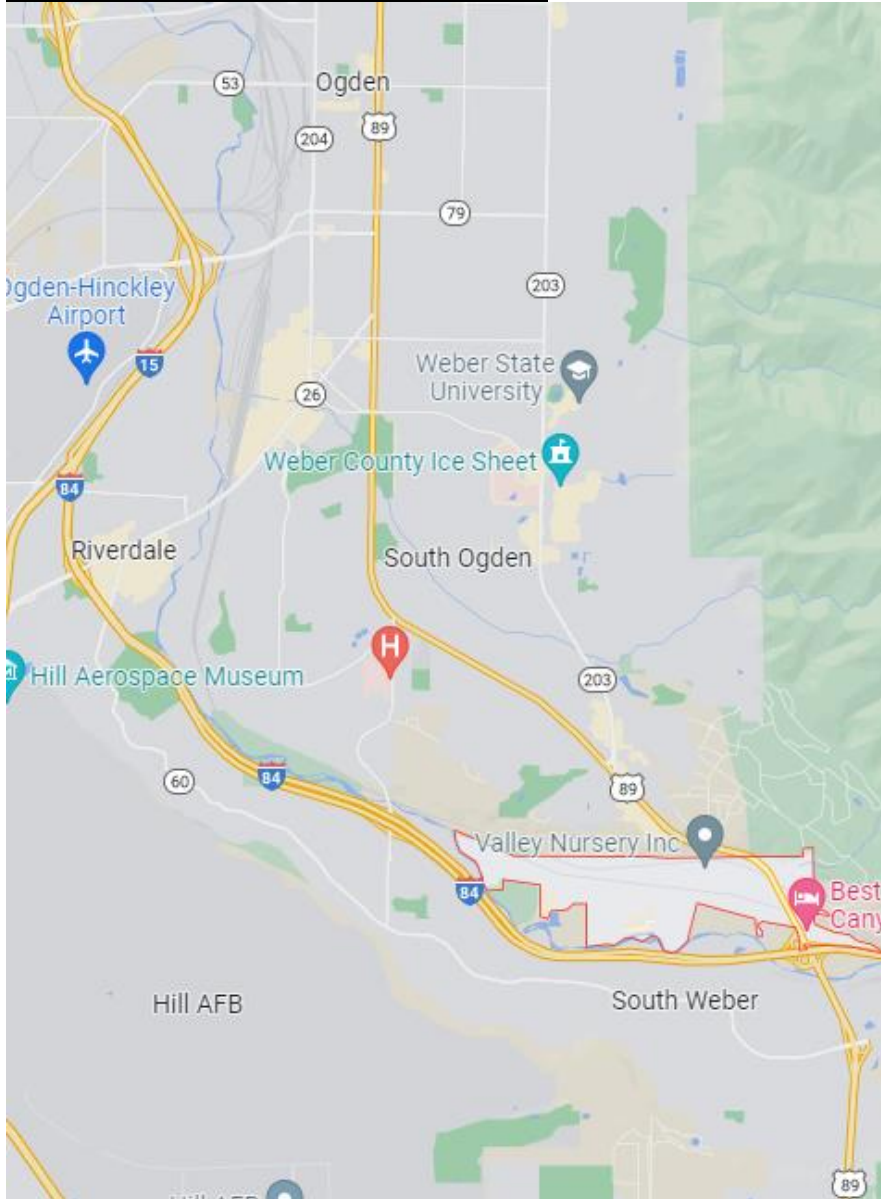 53
Ogden
204
89
79
Ogden-Hinckley
Airport
203
15
Weber State
University
26
Weber County Ice Sheet
84
Riverdale
South Ogden
H
Hill Aerospace Museum
203
60
84
89
Valley Nursery Inc
84
Best
Hill AFB
South Weber
89